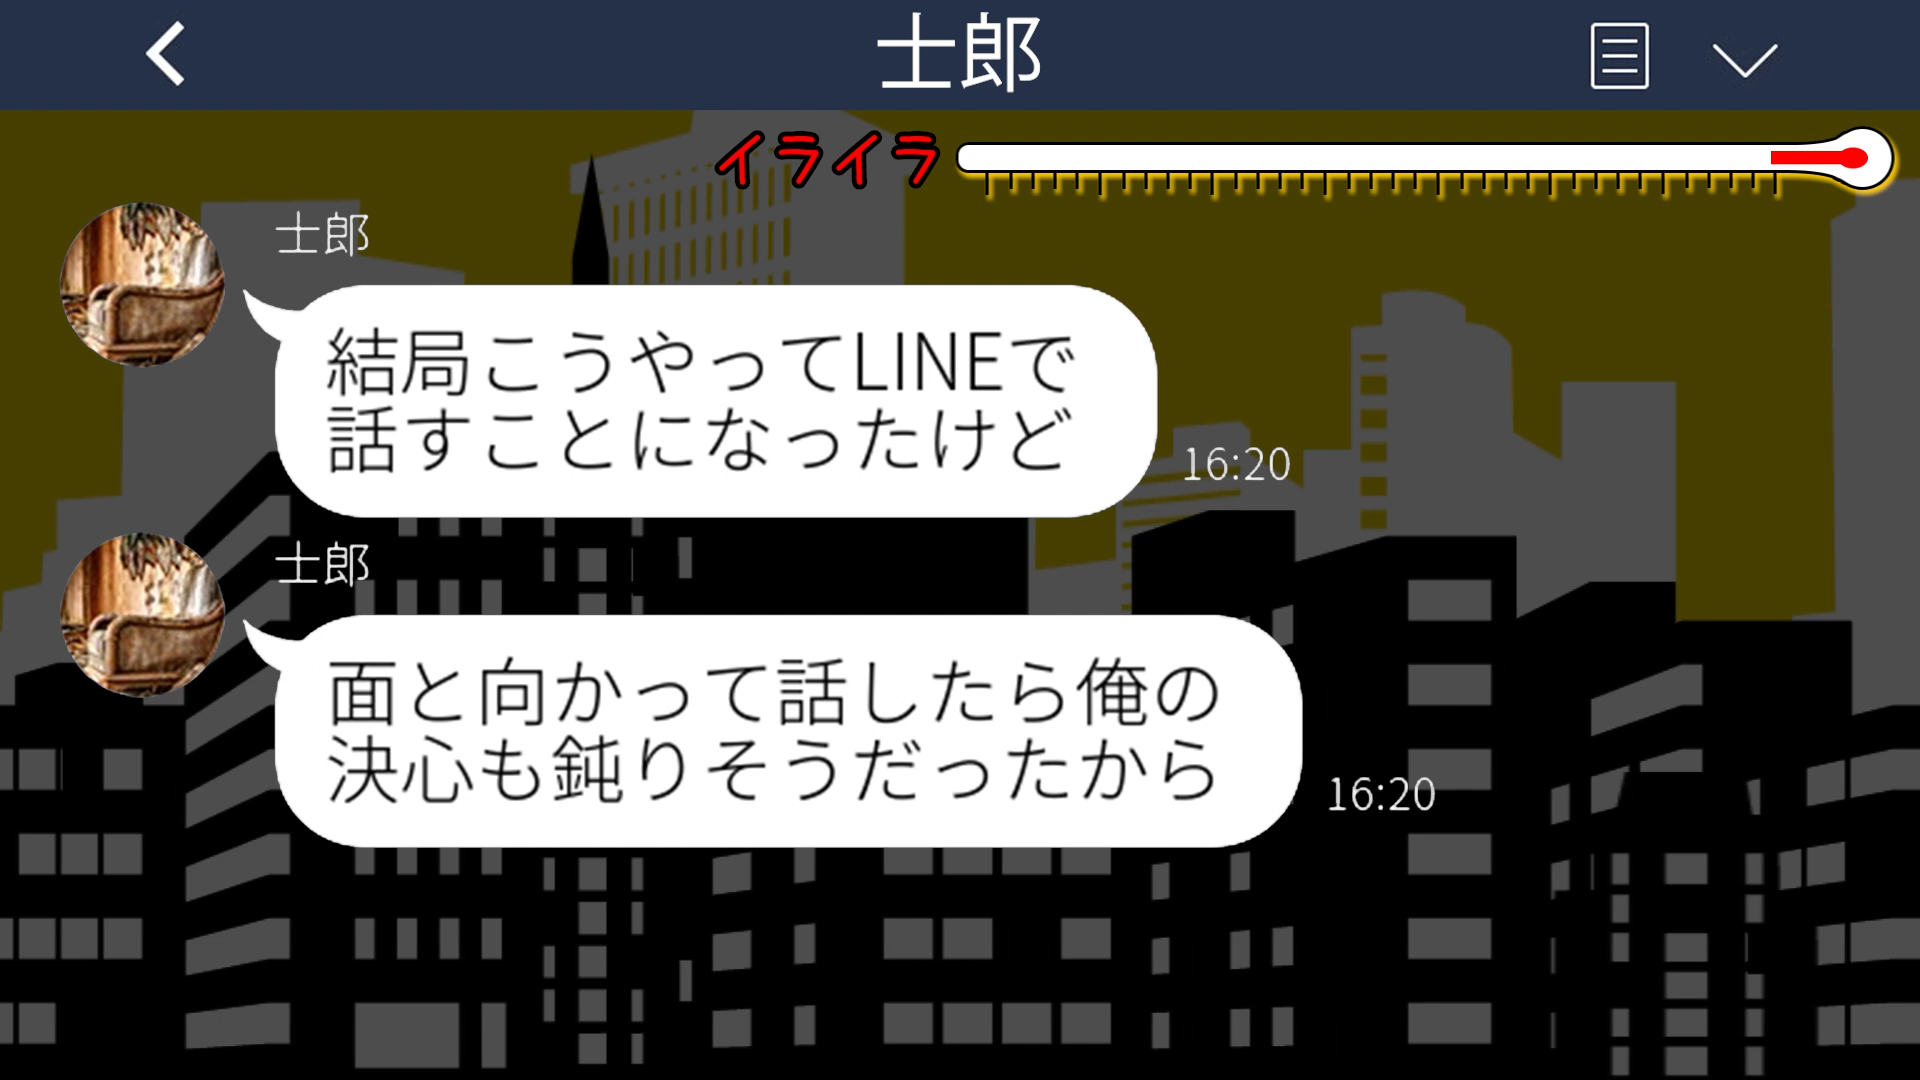 士郎
イライラ
士郎
結局こうやってLINEで
話すことになったけど
16:20
士郎
面と向かって話したら俺の
決心も鈍りそうだったから
16:20